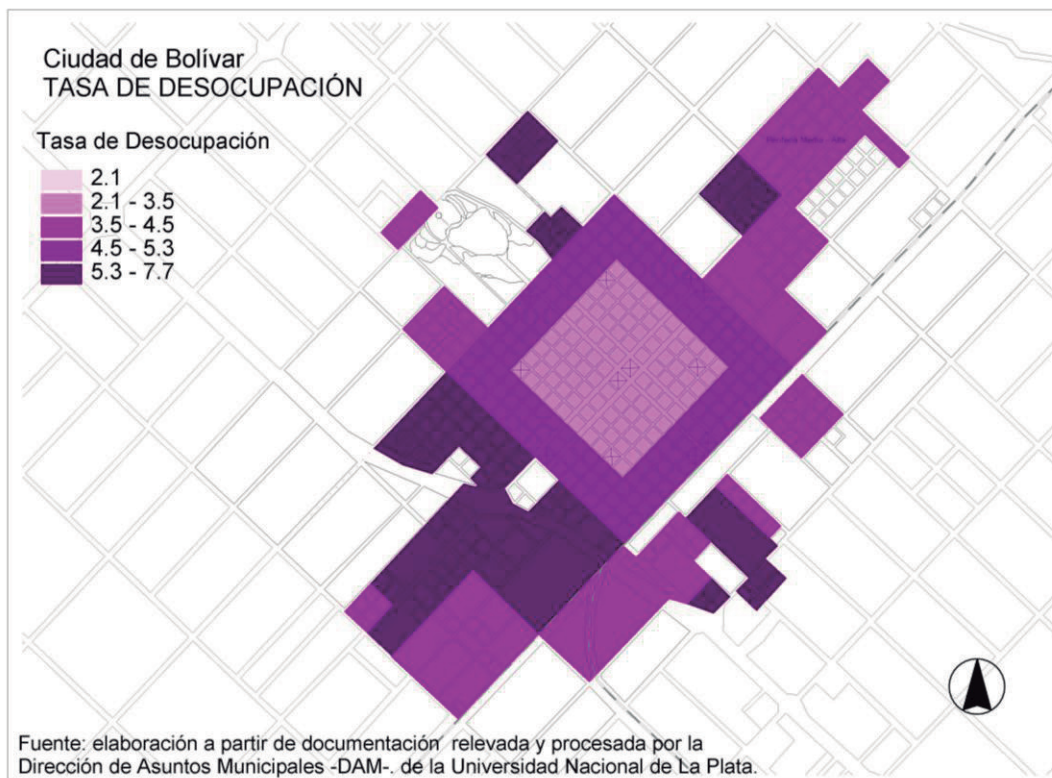 Ciudad de Bolívar
TASA DE DESOCUPACIÓN
Tasa de Desocupación
2.1
2.1 - 3.5
3.5 - 4.5
4.5 - 5.3
5.3 - 7.7
Fuente: elaboración a partir de documentación relevada y procesada por la
Dirección de Asuntos Municipales -DAM-. de la Universidad Nacional de La Plata.